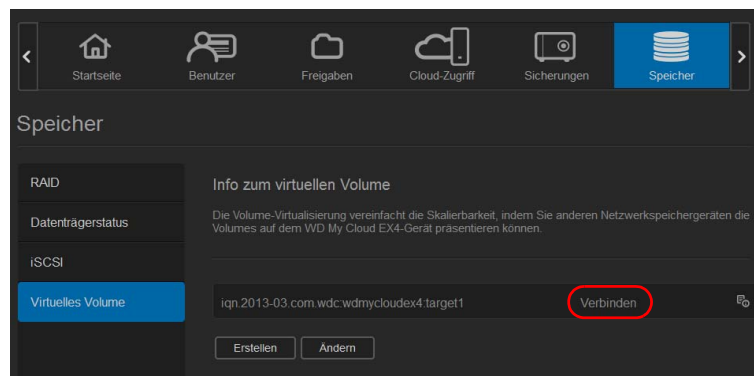 Startseite
Benutzer
Freigaben
Cloud-Zugriff
Sicherungen
Speicher
Speicher
RAID
Datenträgerstatus
iSCSI
Virtuelles Volume
Info zum virtuellen Volume
Die Volume-Virtualisierung vereinfacht die Skalierbarkeit, indem Sie anderen Netzwerkspeichergeräten die
Volumes auf dem WD My Cloud EX4-Gerät präsentieren können.
iqn.2013-03.com.wdc:wdmycloudex4:target1 Verbinden
Erstellen Ändern